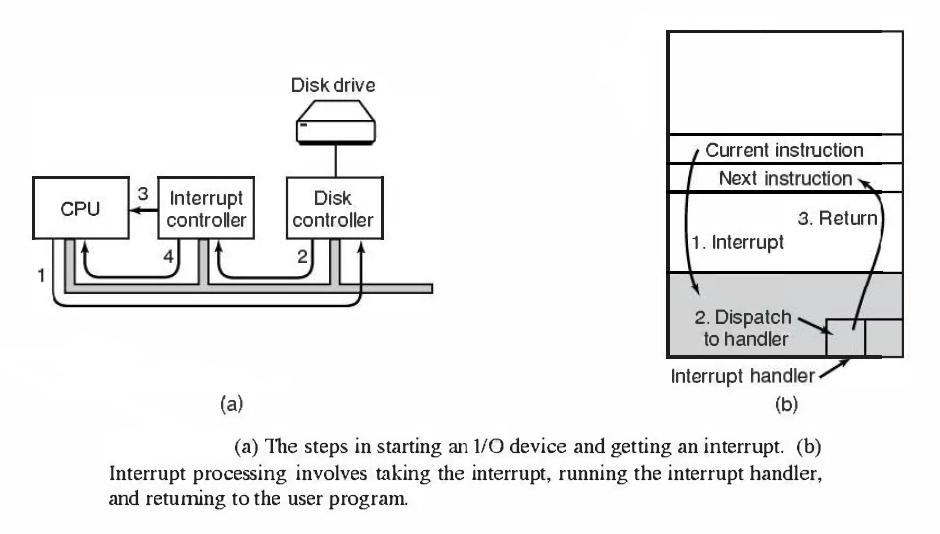 Disk drive
CPU
3
Interrupt
controller
Disk
controller
1
4
2
(a)
Current instruction
Next instruction
3. Return
1. Interrupt
2. Dispatch
to handler
Interrupt handler
(b)
(a) The steps in starting an I/O device and getting an interrupt. (b)
Interrupt processing involves taking the interrupt, running the interrupt handler,
and returning to the user program.